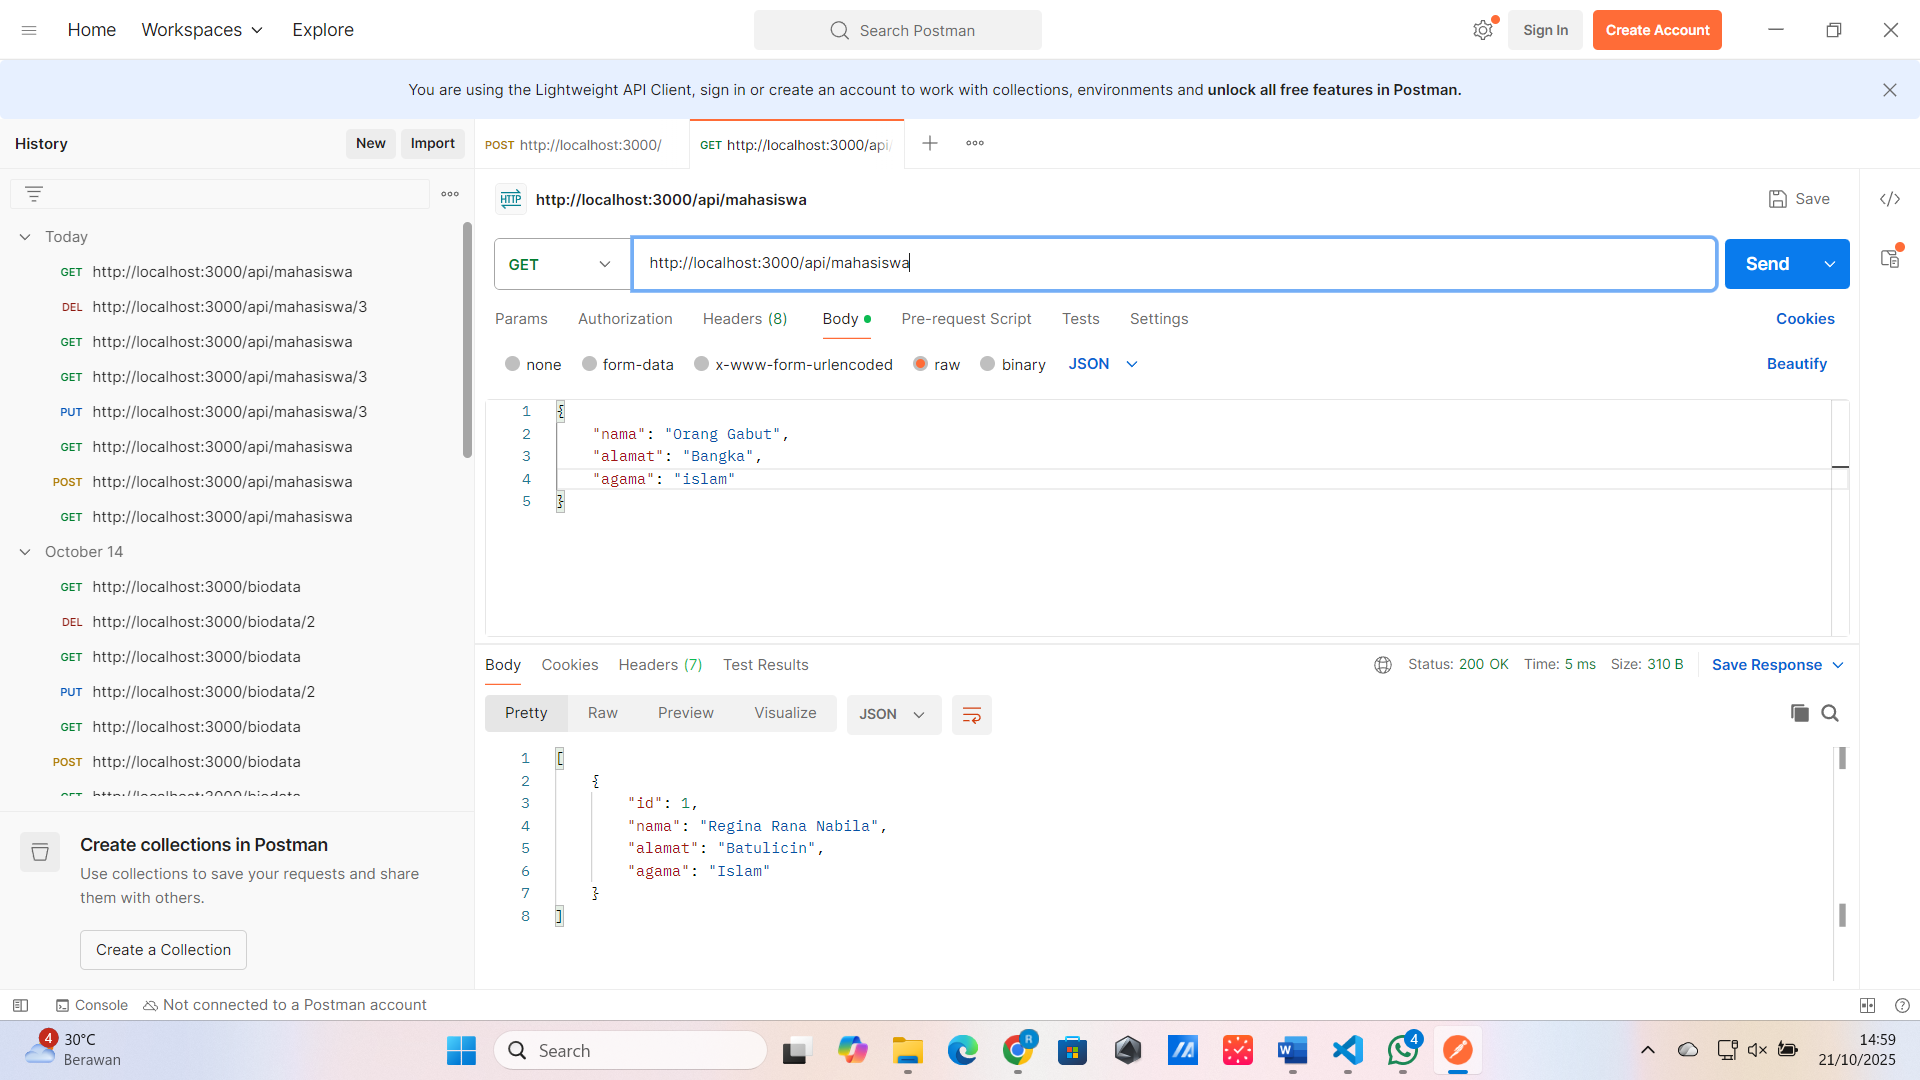 Home Workspaces Explore Search Postman Sign In Create Account
You are using the Lightweight API Client, sign in or create an account to work with collections, environments and unlock all free features in Postman.
History New Import
Today
GET http://localhost:3000/api/mahasiswa
DEL http://localhost:3000/api/mahasiswa/3
GET http://localhost:3000/api/mahasiswa
GET http://localhost:3000/api/mahasiswa/3
PUT http://localhost:3000/api/mahasiswa/3
GET http://localhost:3000/api/mahasiswa
POST http://localhost:3000/api/mahasiswa
GET http://localhost:3000/api/mahasiswa
October 14
GET http://localhost:3000/biodata
DEL http://localhost:3000/biodata/2
GET http://localhost:3000/biodata
PUT http://localhost:3000/biodata/2
GET http://localhost:3000/biodata
POST http://localhost:3000/biodata
GET http://localhost:3000/biodata
Create collections in Postman
Use collections to save your requests and share
them with others.
Create a Collection
POST http://localhost:3000/ GET http://localhost:3000/api/
HTTP http://localhost:3000/api/mahasiswa Save
GET http://localhost:3000/api/mahasiswa Send
Params Authorization Headers (8) Body Pre-request Script Tests Settings Cookies
none form-data x-www-form-urlencoded raw binary JSON Beautify
1 {
2 "nama": "Orang Gabut",
3 "alamat": "Bangka",
4 "agama": "islam"
5 }
Body Cookies Headers (7) Test Results Status: 200 OK Time: 5 ms Size: 310 B Save Response
Pretty Raw Preview Visualize JSON
1 [
2 {
3 "id": 1,
4 "nama": "Regina Rana Nabila",
5 "alamat": "Batulicin",
6 "agama": "Islam"
7 }
8 ]
Console Not connected to a Postman account
4 30°C
Berawan
Search
R
W
4
14:59
21/10/2025